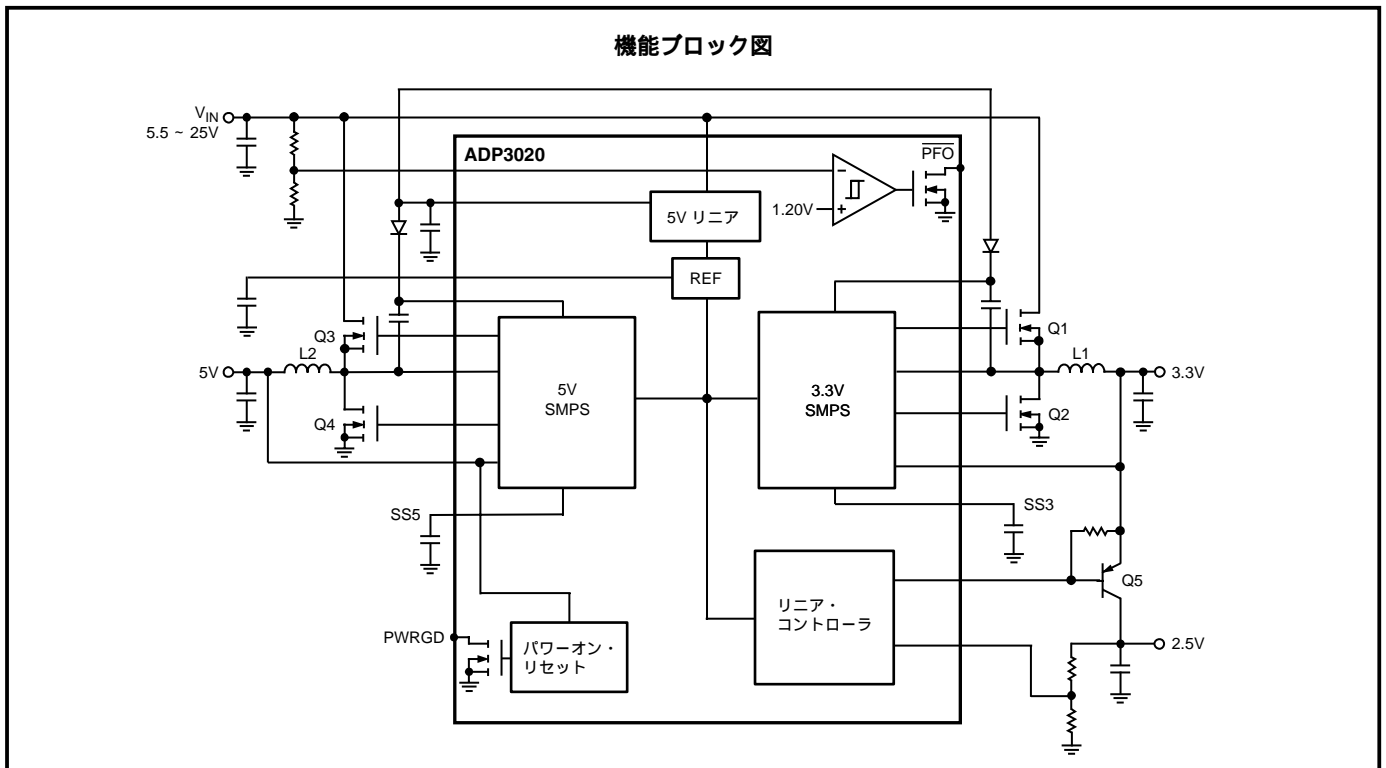 機能ブロック図
VIN
5.5 ~ 25V
ADP3020
PFO
1.20V
−
+
5V リニア
REF
Q3
L2
5V
Q4
5V
SMPS
3.3V
SMPS
Q1
L1
3.3V
Q2
SS5
SS3
Q5
リニア・
コントローラ
2.5V
PWRGD
パワーオン・
リセット